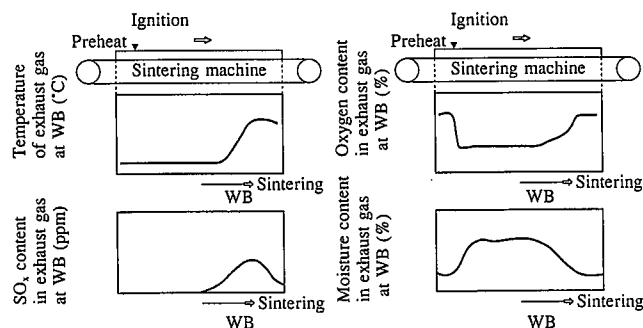 Ignition
Preheat
Sintering machine
Temperature
of exhaust gas
at WB (°C)
Sintering
WB
SOx content
in exhaust gas
at WB (ppm)
Sintering
WB
Ignition
Preheat
Sintering machine
Oxygen content
in exhaust gas
at WB (%)
Sintering
WB
Moisture content
in exhaust gas
at WB (%)
Sintering
WB